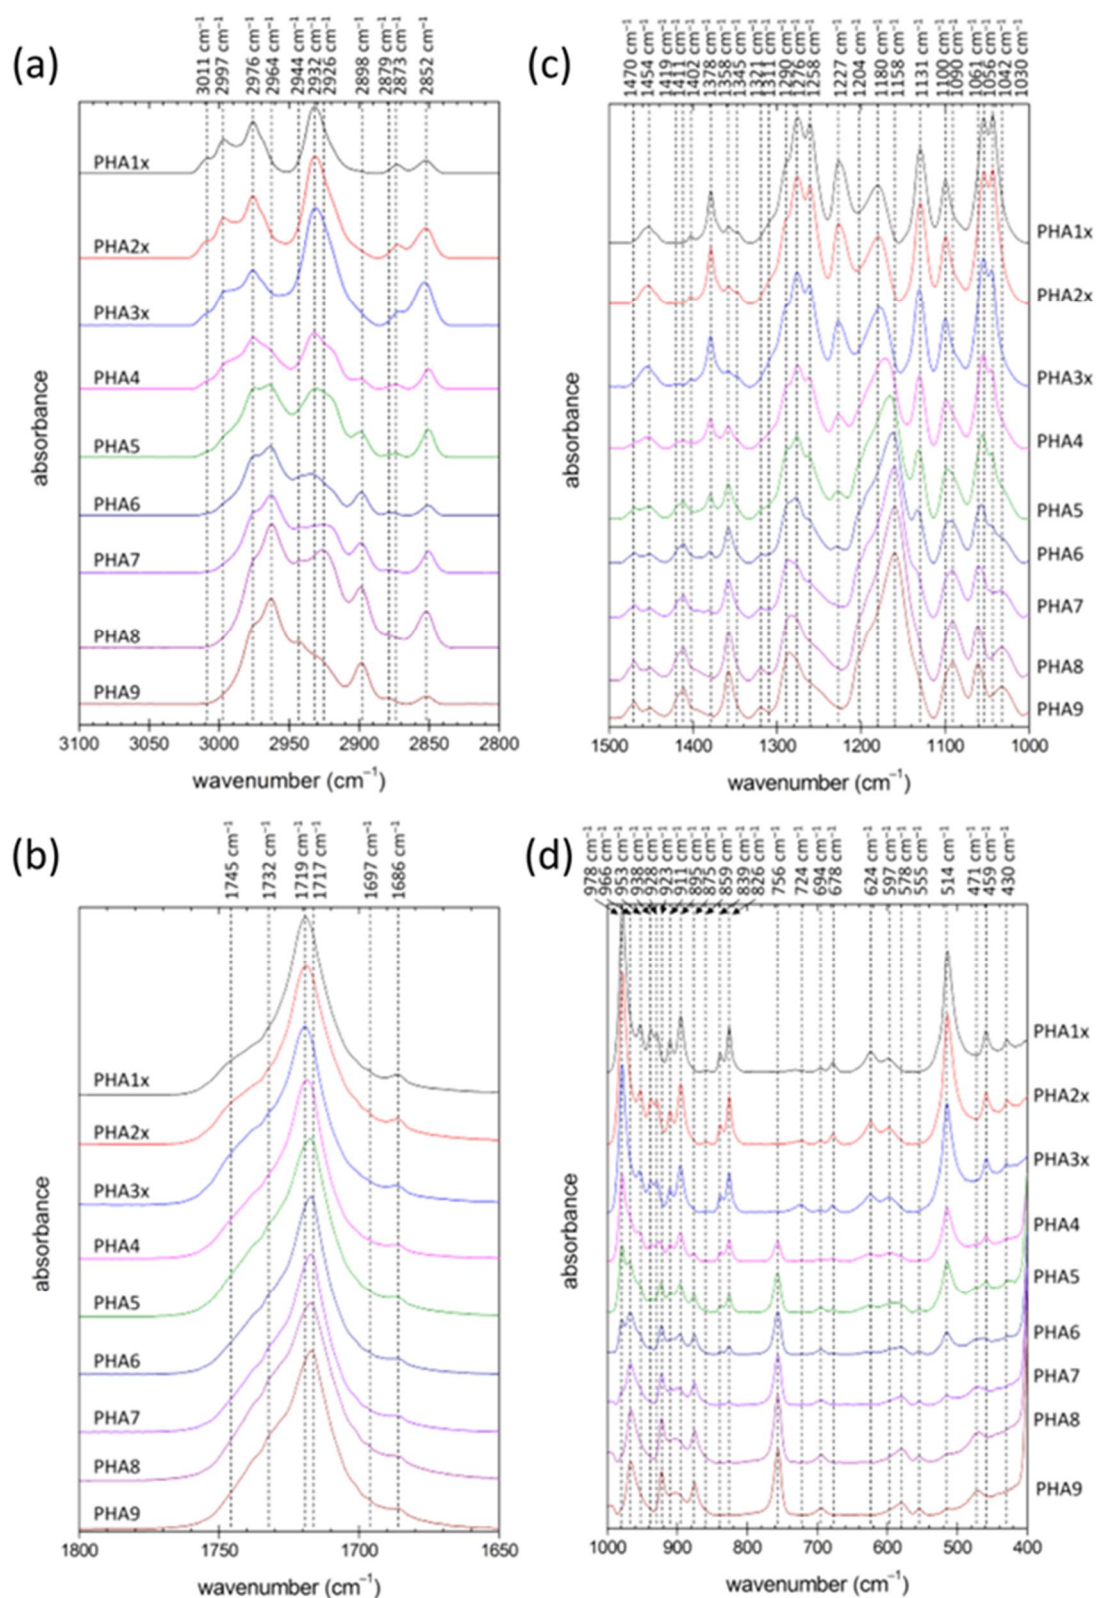 (a)
3011 cm⁻¹
2997 cm⁻¹
2976 cm⁻¹
2964 cm⁻¹
2944 cm⁻¹
2932 cm⁻¹
2926 cm⁻¹
2898 cm⁻¹
2879 cm⁻¹
2873 cm⁻¹
2852 cm⁻¹
absorbance
PHA1x
PHA2x
PHA3x
PHA4
PHA5
PHA6
PHA7
PHA8
PHA9
3100 3050 3000 2950 2900 2850 2800
wavenumber (cm⁻¹)
(c)
1470 cm⁻¹
1454 cm⁻¹
1419 cm⁻¹
1411 cm⁻¹
1402 cm⁻¹
1378 cm⁻¹
1358 cm⁻¹
1345 cm⁻¹
1321 cm⁻¹
1311 cm⁻¹
1290 cm⁻¹
1276 cm⁻¹
1258 cm⁻¹
1227 cm⁻¹
1204 cm⁻¹
1180 cm⁻¹
1158 cm⁻¹
1131 cm⁻¹
1100 cm⁻¹
1090 cm⁻¹
1061 cm⁻¹
1056 cm⁻¹
1042 cm⁻¹
1030 cm⁻¹
absorbance
PHA1x
PHA2x
PHA3x
PHA4
PHA5
PHA6
PHA7
PHA8
PHA9
1500 1400 1300 1200 1100 1000
wavenumber (cm⁻¹)
(b)
1745 cm⁻¹
1732 cm⁻¹
1719 cm⁻¹
1717 cm⁻¹
1697 cm⁻¹
1686 cm⁻¹
absorbance
PHA1x
PHA2x
PHA3x
PHA4
PHA5
PHA6
PHA7
PHA8
PHA9
1800 1750 1700 1650
wavenumber (cm⁻¹)
(d)
978 cm⁻¹
966 cm⁻¹
953 cm⁻¹
938 cm⁻¹
928 cm⁻¹
923 cm⁻¹
911 cm⁻¹
895 cm⁻¹
875 cm⁻¹
859 cm⁻¹
839 cm⁻¹
826 cm⁻¹
756 cm⁻¹
724 cm⁻¹
694 cm⁻¹
678 cm⁻¹
624 cm⁻¹
597 cm⁻¹
578 cm⁻¹
555 cm⁻¹
514 cm⁻¹
471 cm⁻¹
459 cm⁻¹
430 cm⁻¹
absorbance
PHA1x
PHA2x
PHA3x
PHA4
PHA5
PHA6
PHA7
PHA8
PHA9
1000 900 800 700 600 500 400
wavenumber (cm⁻¹)